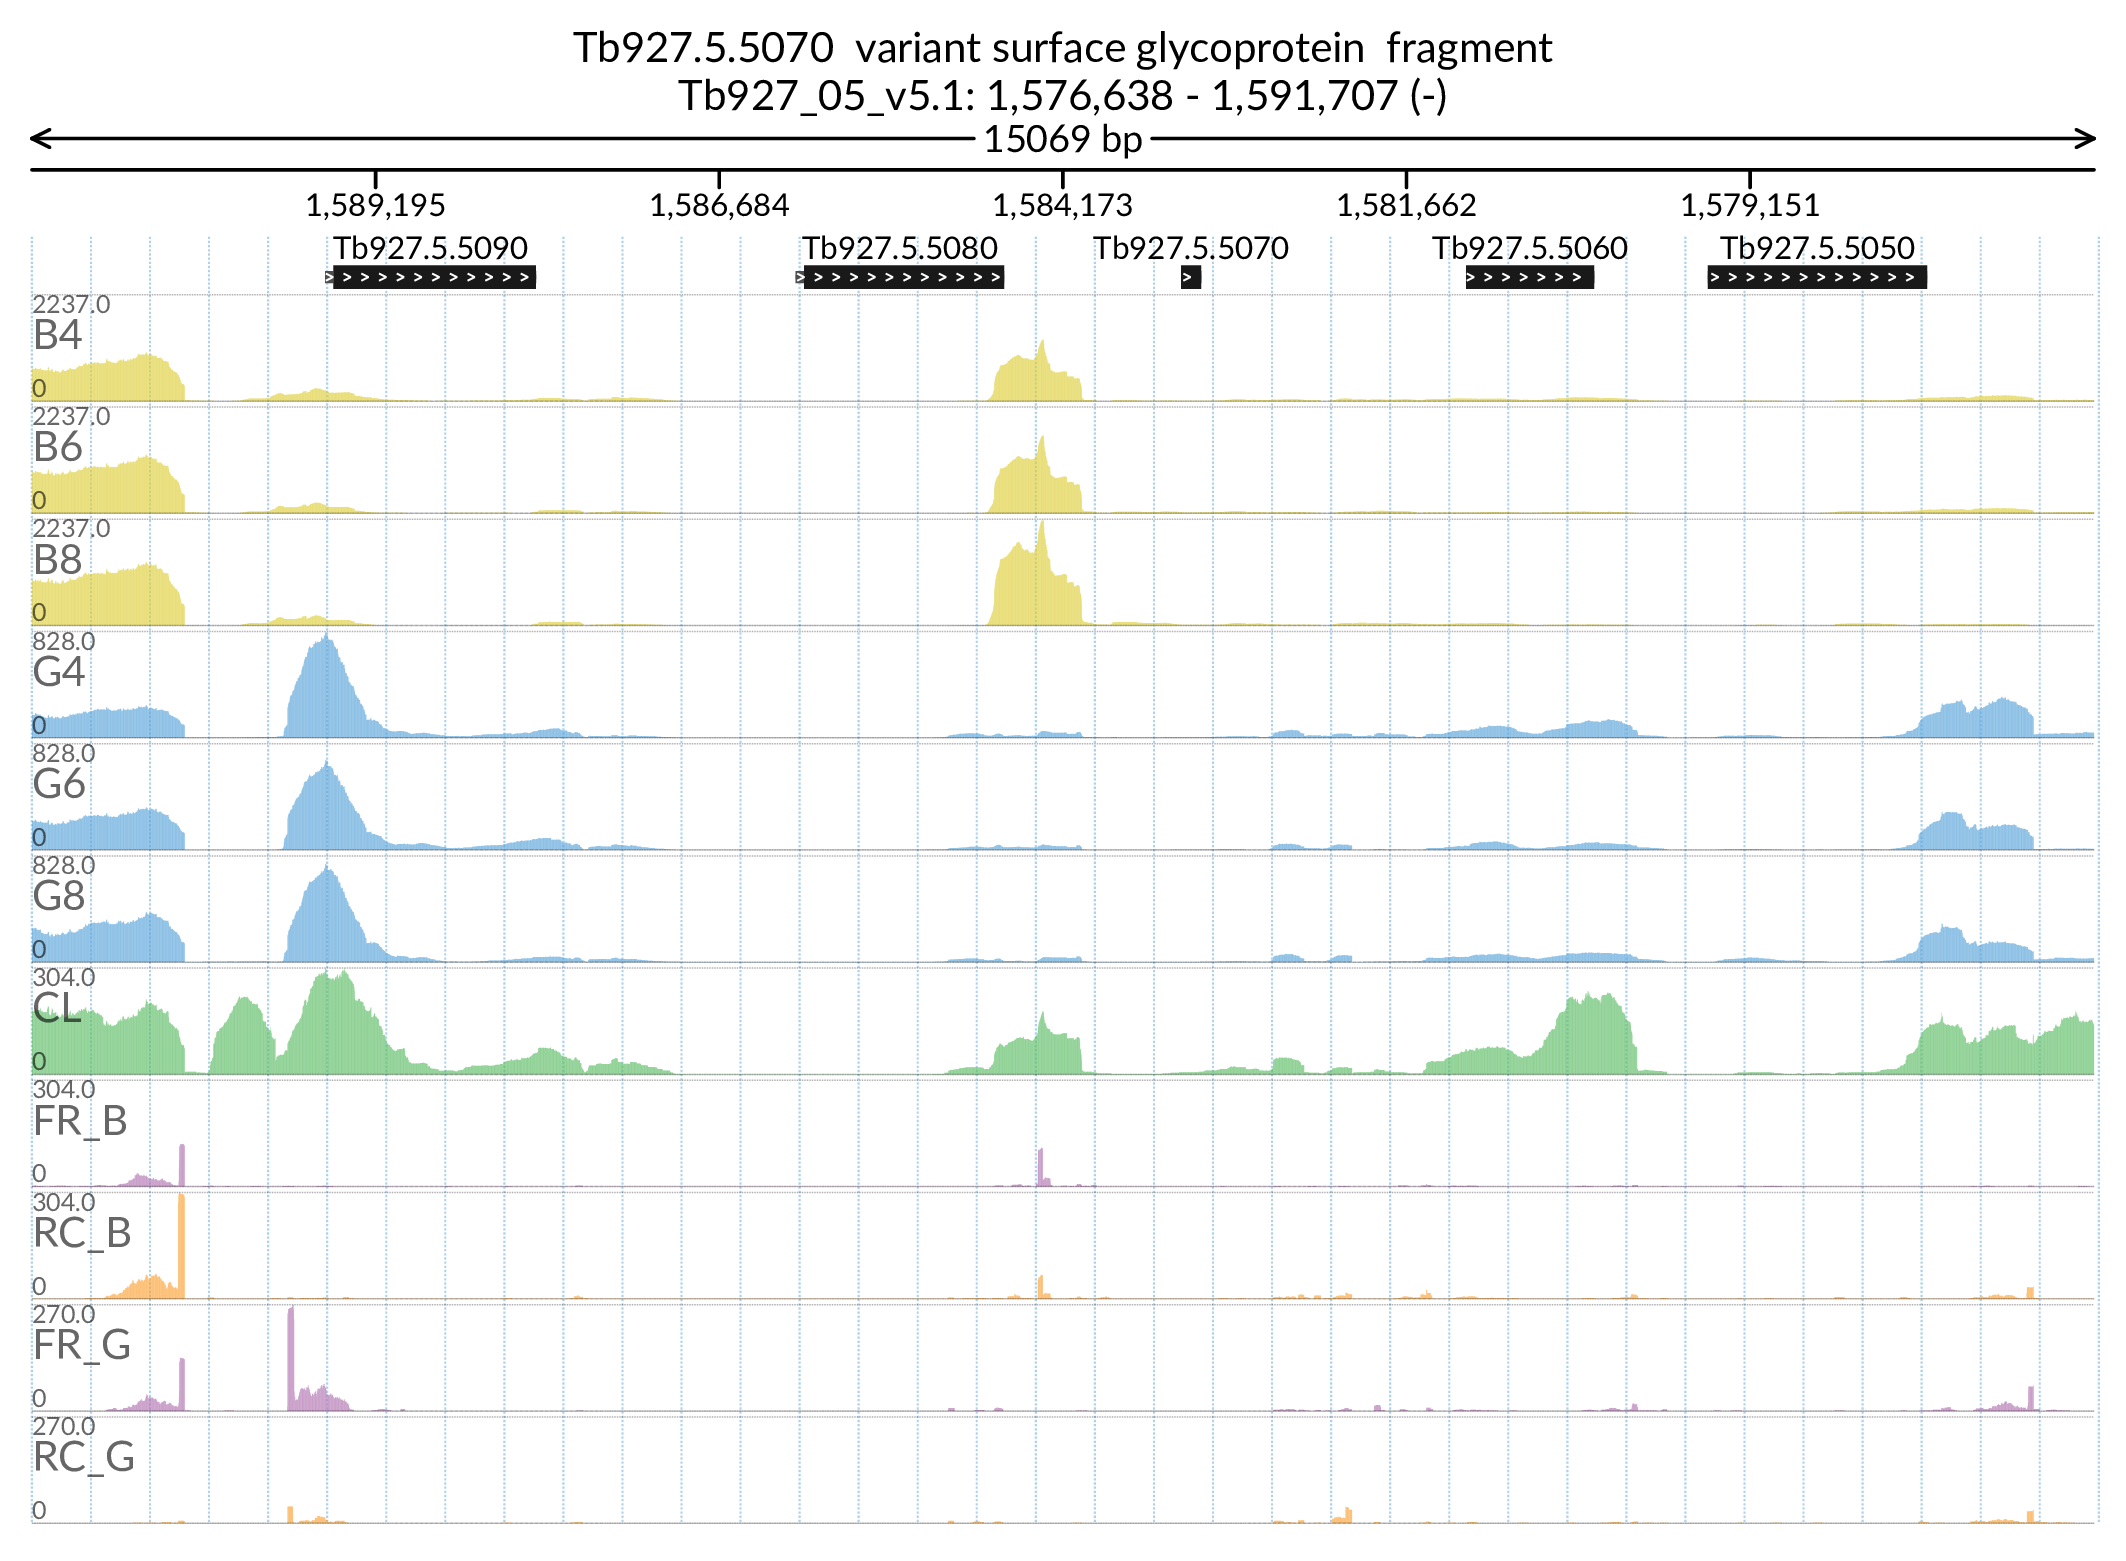 Tb927.5.5070 variant surface glycoprotein fragment
Tb927_05_v5.1: 1,576,638 - 1,591,707 (-)
15069 bp
1,589,195 1,586,684 1,584,173 1,581,662 1,579,151
Tb927.5.5090 Tb927.5.5080 Tb927.5.5070 Tb927.5.5060 Tb927.5.5050
2237.0
B4
0
2237.0
B6
0
2237.0
B8
0
828.0
G4
0
828.0
G6
0
828.0
G8
0
304.0
CL
0
304.0
FR_B
0
304.0
RC_B
0
270.0
FR_G
0
270.0
RC_G
0